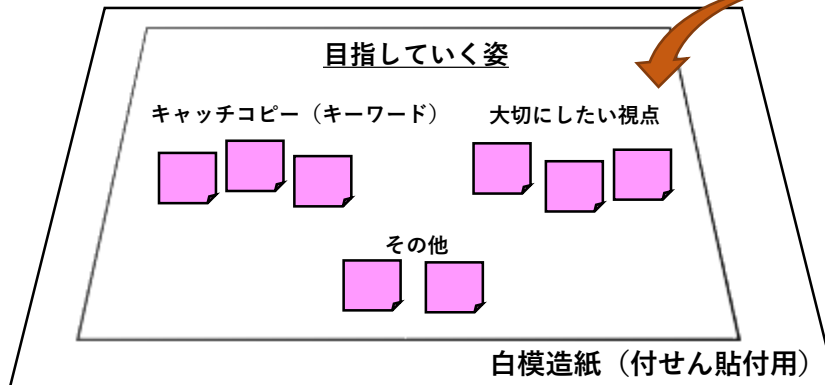 目指していく姿
キャッチコピー（キーワード）
大切にしたい視点
その他
白模造紙（付せん貼付用）